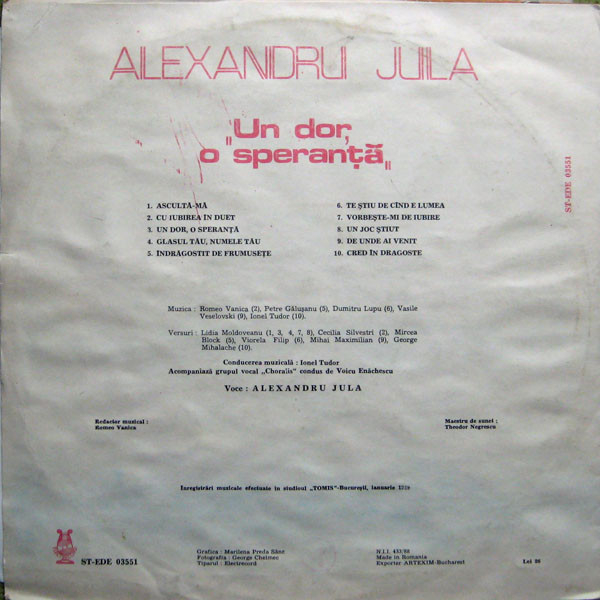 ALEXANDRU JULA
„Un dor,
o speranță„
ST-EDE 03551
1. ASCULTĂ-MĂ
2. CU IUBIREA ÎN DUET
3. UN DOR, O SPERANȚĂ
4. GLASUL TĂU, NUMELE TĂU
5. ÎNDRĂGOSTIT DE FRUMUSEȚE
6. TE ȘTIU DE CÎND E LUMEA
7. VORBEȘTE-MI DE IUBIRE
8. UN JOC ȘTIUT
9. DE UNDE AI VENIT
10. CRED ÎN DRAGOSTE
Muzica : Romeo Vanica (2), Petre Gălușanu (5), Dumitru Lupu (6), Vasile
Veselovski (9), Ionel Tudor (10).
Versuri : Lidia Moldoveanu (1, 3, 4, 7, 8), Cecilia Silvestri (2), Mircea
Block (5), Viorela Filip (6), Mihai Maximilian (9), George
Mihalache (10).
Conducerea muzicală : Ionel Tudor
Acompaniază grupul vocal „Choralis" condus de Voicu Enăchescu
Voce : ALEXANDRU JULA
Redactor muzical :
Romeo Vanica
Maestru de sunet :
Theodor Negrescu
Înregistrări muzicale efectuate în studioul „TOMIS"-București, ianuarie
ST-EDE 03551
Grafica : Marilena Preda Sânc
Fotografia : George Cheimec
Tiparul : Electrecord
N.I.I. 433/88
Made in Romania
Exporter ARTEXIM-Bucharest
Lei